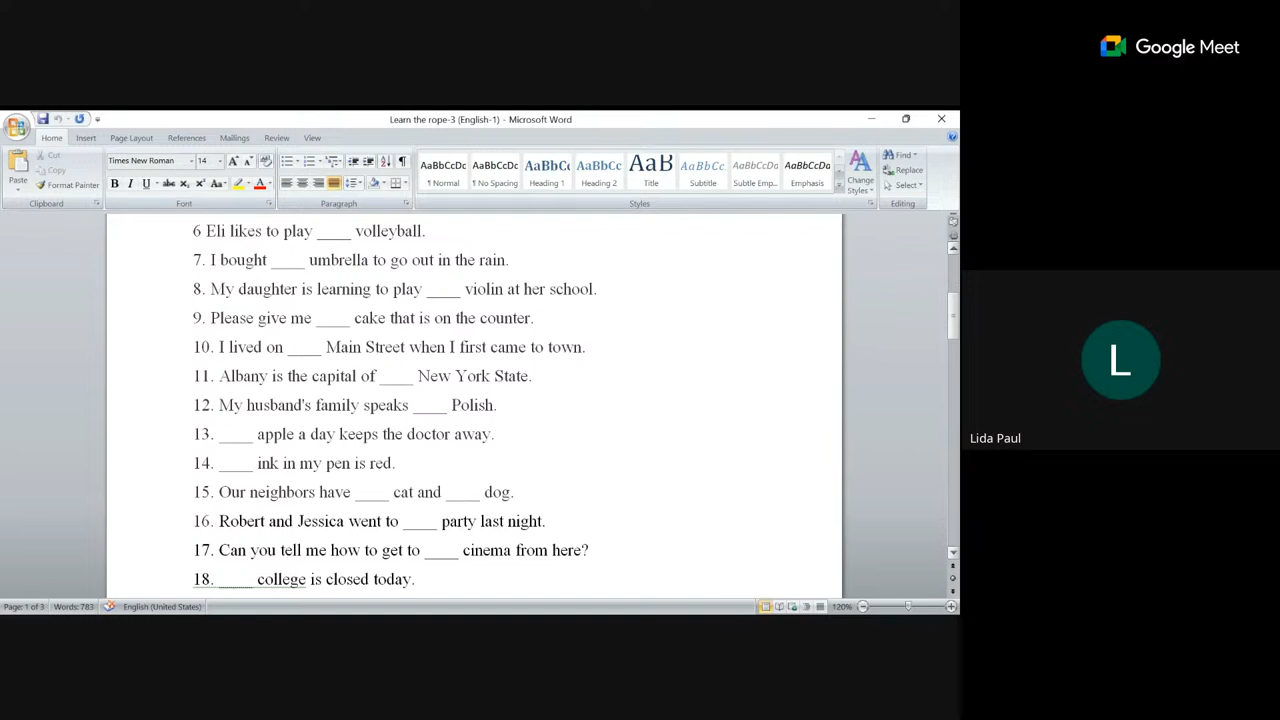 Google Meet
Learn the rope-3 (English-1) - Microsoft Word
Home Insert Page Layout References Mailings Review View
Paste
Cut
Copy
Format Painter
Clipboard
Times New Roman 14
Font
Paragraph
AaBbCcDc AaBbCcDc AaBbCc AaBbCc AaB AaBbCc. AaBbCcDc AaBbCcDc
¶ Normal ¶ No Spacing Heading 1 Heading 2 Title Subtitle Subtle Emp... Emphasis
Change Styles
Styles
Find
Replace
Select
Editing
6 Eli likes to play ____ volleyball.
7. I bought ____ umbrella to go out in the rain.
8. My daughter is learning to play ____ violin at her school.
9. Please give me ____ cake that is on the counter.
10. I lived on ____ Main Street when I first came to town.
11. Albany is the capital of ____ New York State.
12. My husband's family speaks ____ Polish.
13. ____ apple a day keeps the doctor away.
14. ____ ink in my pen is red.
15. Our neighbors have ____ cat and ____ dog.
16. Robert and Jessica went to ____ party last night.
17. Can you tell me how to get to ____ cinema from here?
18. ____ college is closed today.
Page: 1 of 3 Words: 783 English (United States) 120%
L
Lida Paul